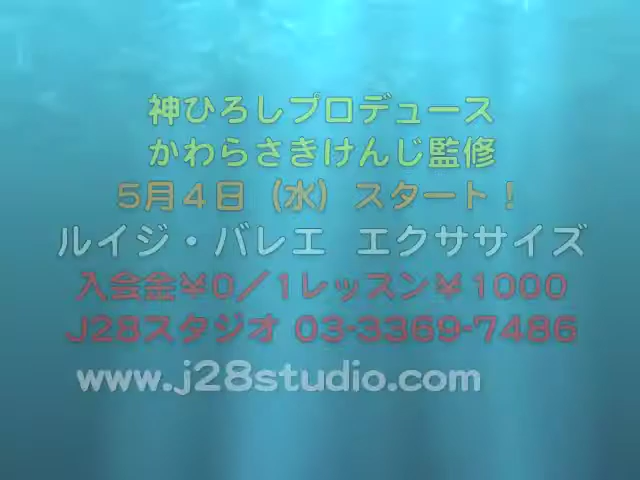 神ひろしプロデュース
かわらさきけんじ監修
5月4日（水）スタート！
ルイジ・バレエ エクササイズ
入会金￥0／1レッスン￥1000
J28スタジオ 03-3369-7486
www.j28studio.com